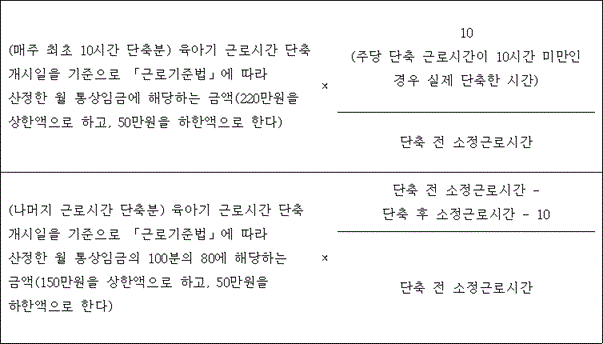 (매주 최초 10시간 단축분) 육아기 근로시간 단축
개시일을 기준으로 「근로기준법」에 따라
산정한 월 통상임금에 해당하는 금액(220만원을
상한액으로 하고, 50만원을 하한액으로 한다)
×
10
(주당 단축 근로시간이 10시간 미만인
경우 실제 단축한 시간)
단축 전 소정근로시간
(나머지 근로시간 단축분) 육아기 근로시간 단축
개시일을 기준으로 「근로기준법」에 따라
산정한 월 통상임금의 100분의 80에 해당하는
금액(150만원을 상한액으로 하고, 50만원을
하한액으로 한다)
×
단축 전 소정근로시간 -
단축 후 소정근로시간 - 10
단축 전 소정근로시간